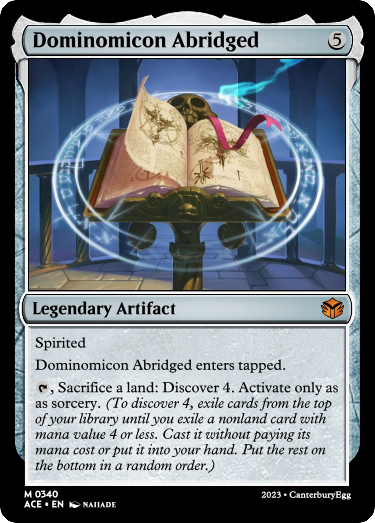 Dominomicon Abridged 5
Legendary Artifact
Spirited
Dominomicon Abridged enters tapped.
, Sacrifice a land: Discover 4. Activate only as
as sorcery. (To discover 4, exile cards from the top
of your library until you exile a nonland card with
mana value 4 or less. Cast it without paying its
mana cost or put it into your hand. Put the rest on
the bottom in a random order.)
M 0340
ACE • EN NAIIADE
2023 • CanterburyEgg